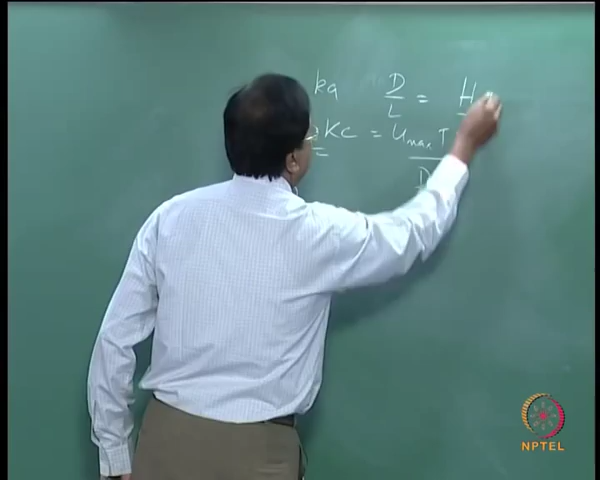 ka D/L = H
KC = Umax T
D
NPTEL